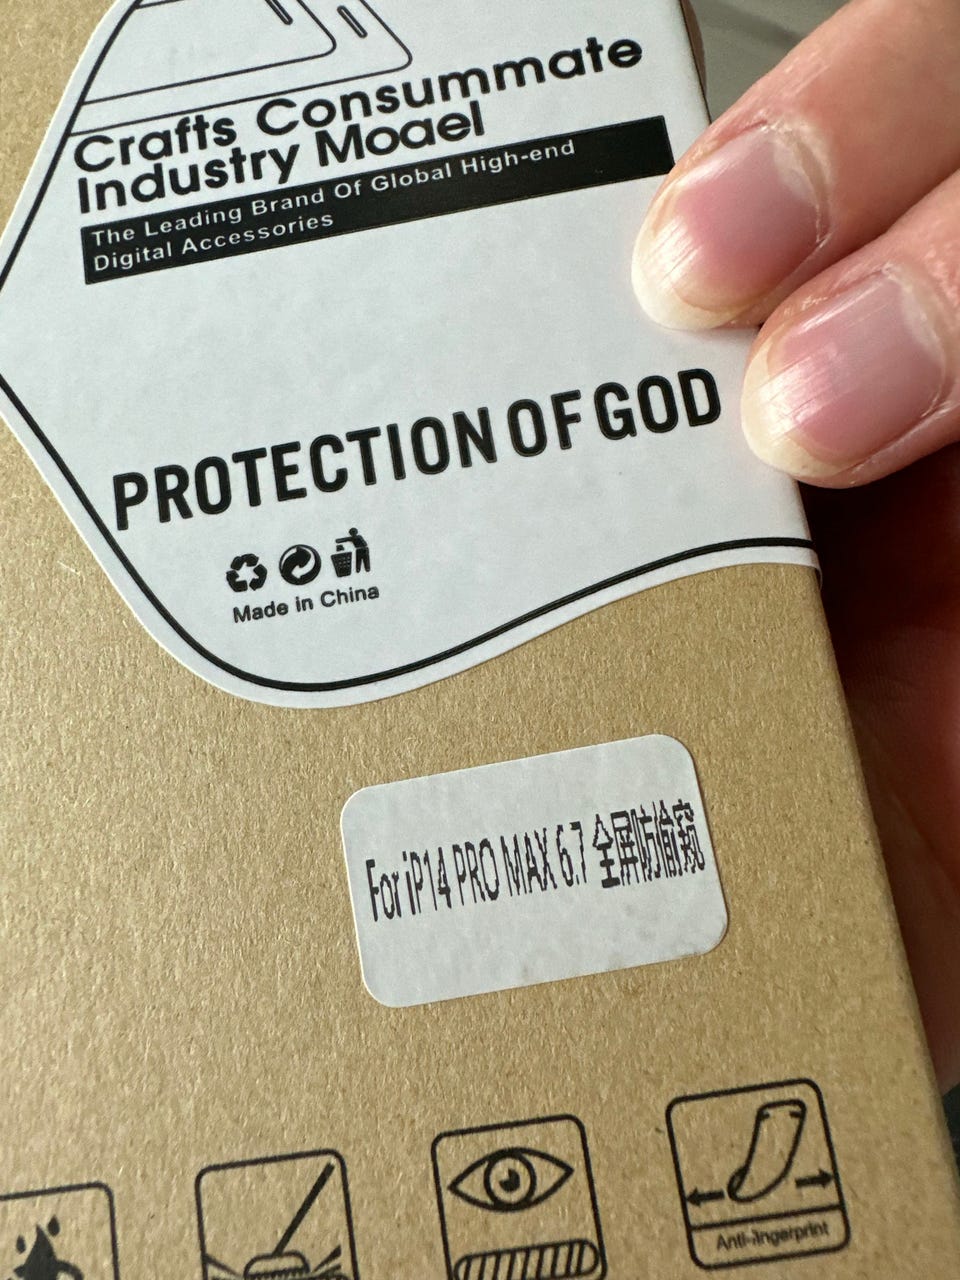 Crafts Consummate
Industry Moael
The Leading Brand Of Global High-end
Digital Accessories
PROTECTION OF GOD
Made in China
For iP14 PRO MAX 6.7 全屏防偷窥
Anti-fingerprint